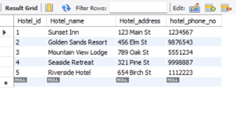 Result Grid Filter Rows: Edit:
Hotel_id Hotel_name Hotel_address hotel_phone_no
1 Sunset Inn 123 Main St 1234567
2 Golden Sands Resort 456 Elm St 9876543
3 Mountain View Lodge 789 Oak St 5551234
4 Seaside Retreat 321 Pine St 9998887
5 Riverside Hotel 654 Birch St 1112223
NULL NULL NULL NULL